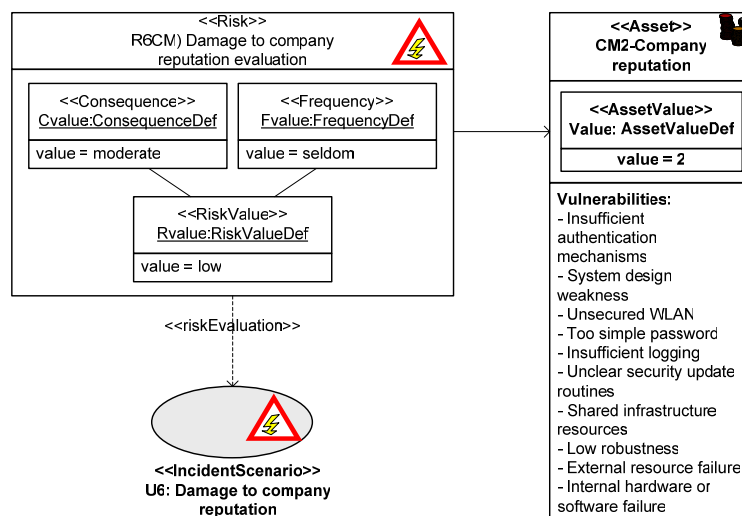 <<Risk>>
R6CM) Damage to company
reputation evaluation
<<Consequence>>
Cvalue:ConsequenceDef
value = moderate
<<Frequency>>
Fvalue:FrequencyDef
value = seldom
<<RiskValue>>
Rvalue:RiskValueDef
value = low
<<riskEvaluation>>
<<IncidentScenario>>
U6: Damage to company
reputation
<<Asset>>
CM2-Company
reputation
<<AssetValue>>
Value: AssetValueDef
value = 2
Vulnerabilities:
- Insufficient
authentication
mechanisms
- System design
weakness
- Unsecured WLAN
- Too simple password
- Insufficient logging
- Unclear security update
routines
- Shared infrastructure
resources
- Low robustness
- External resource failure
- Internal hardware or
software failure